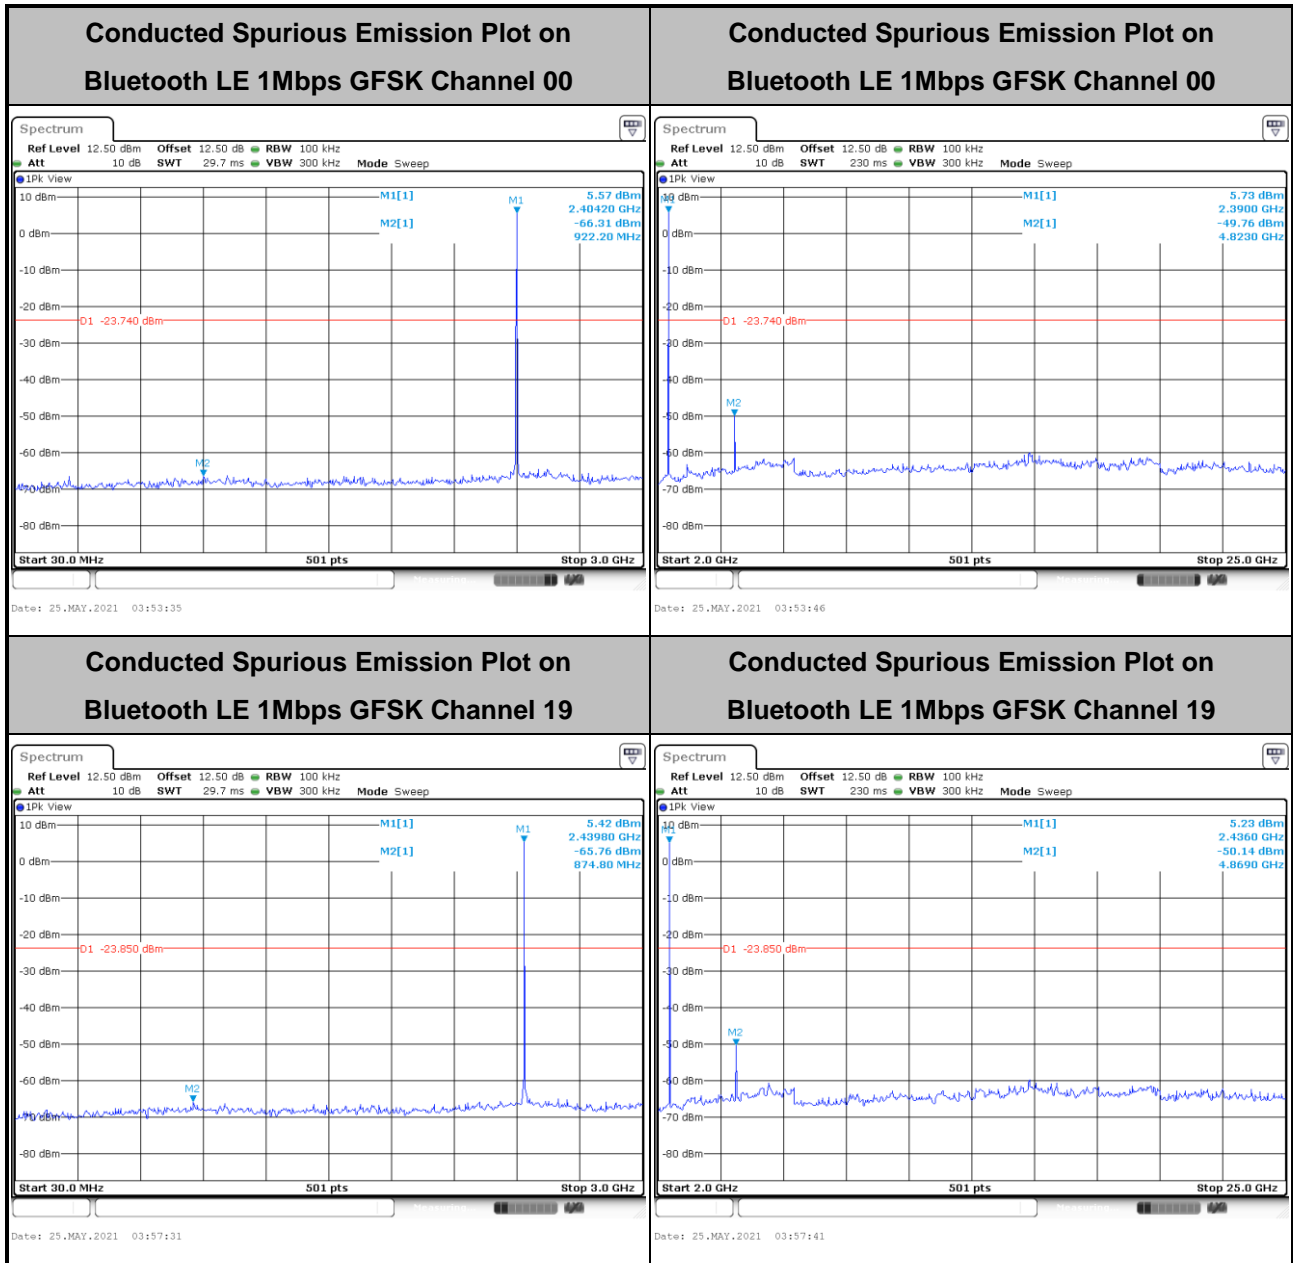 Conducted Spurious Emission Plot on
Bluetooth LE 1Mbps GFSK Channel 00
Spectrum
Ref Level 12.50 dBm Offset 12.50 dB RBW 100 kHz
Att 10 dB SWT 29.7 ms VBW 300 kHz Mode Sweep
1Pk View
M1[1] 5.57 dBm
2.40420 GHz
M2[1] -66.31 dBm
922.20 MHz
M1
M2
10 dBm
0 dBm
-10 dBm
-20 dBm
D1 -23.740 dBm
-30 dBm
-40 dBm
-50 dBm
-60 dBm
-70 dBm
-80 dBm
Start 30.0 MHz 501 pts Stop 3.0 GHz
Measuring
Date: 25.MAY.2021 03:53:35
Conducted Spurious Emission Plot on
Bluetooth LE 1Mbps GFSK Channel 00
Spectrum
Ref Level 12.50 dBm Offset 12.50 dB RBW 100 kHz
Att 10 dB SWT 230 ms VBW 300 kHz Mode Sweep
1Pk View
M1[1] 5.73 dBm
2.3900 GHz
M2[1] -49.76 dBm
4.8230 GHz
M1
M2
10 dBm
0 dBm
-10 dBm
-20 dBm
D1 -23.740 dBm
-30 dBm
-40 dBm
-50 dBm
-60 dBm
-70 dBm
-80 dBm
Start 2.0 GHz 501 pts Stop 25.0 GHz
Date: 25.MAY.2021 03:53:46
Conducted Spurious Emission Plot on
Bluetooth LE 1Mbps GFSK Channel 19
Spectrum
Ref Level 12.50 dBm Offset 12.50 dB RBW 100 kHz
Att 10 dB SWT 29.7 ms VBW 300 kHz Mode Sweep
1Pk View
M1[1] 5.42 dBm
2.43980 GHz
M2[1] -65.76 dBm
874.80 MHz
M1
M2
10 dBm
0 dBm
-10 dBm
-20 dBm
D1 -23.850 dBm
-30 dBm
-40 dBm
-50 dBm
-60 dBm
-70 dBm
-80 dBm
Start 30.0 MHz 501 pts Stop 3.0 GHz
Measuring
Date: 25.MAY.2021 03:57:31
Conducted Spurious Emission Plot on
Bluetooth LE 1Mbps GFSK Channel 19
Spectrum
Ref Level 12.50 dBm Offset 12.50 dB RBW 100 kHz
Att 10 dB SWT 230 ms VBW 300 kHz Mode Sweep
1Pk View
M1[1] 5.23 dBm
2.4360 GHz
M2[1] -50.14 dBm
4.8690 GHz
M1
M2
10 dBm
0 dBm
-10 dBm
-20 dBm
D1 -23.850 dBm
-30 dBm
-40 dBm
-50 dBm
-60 dBm
-70 dBm
-80 dBm
Start 2.0 GHz 501 pts Stop 25.0 GHz
Date: 25.MAY.2021 03:57:41